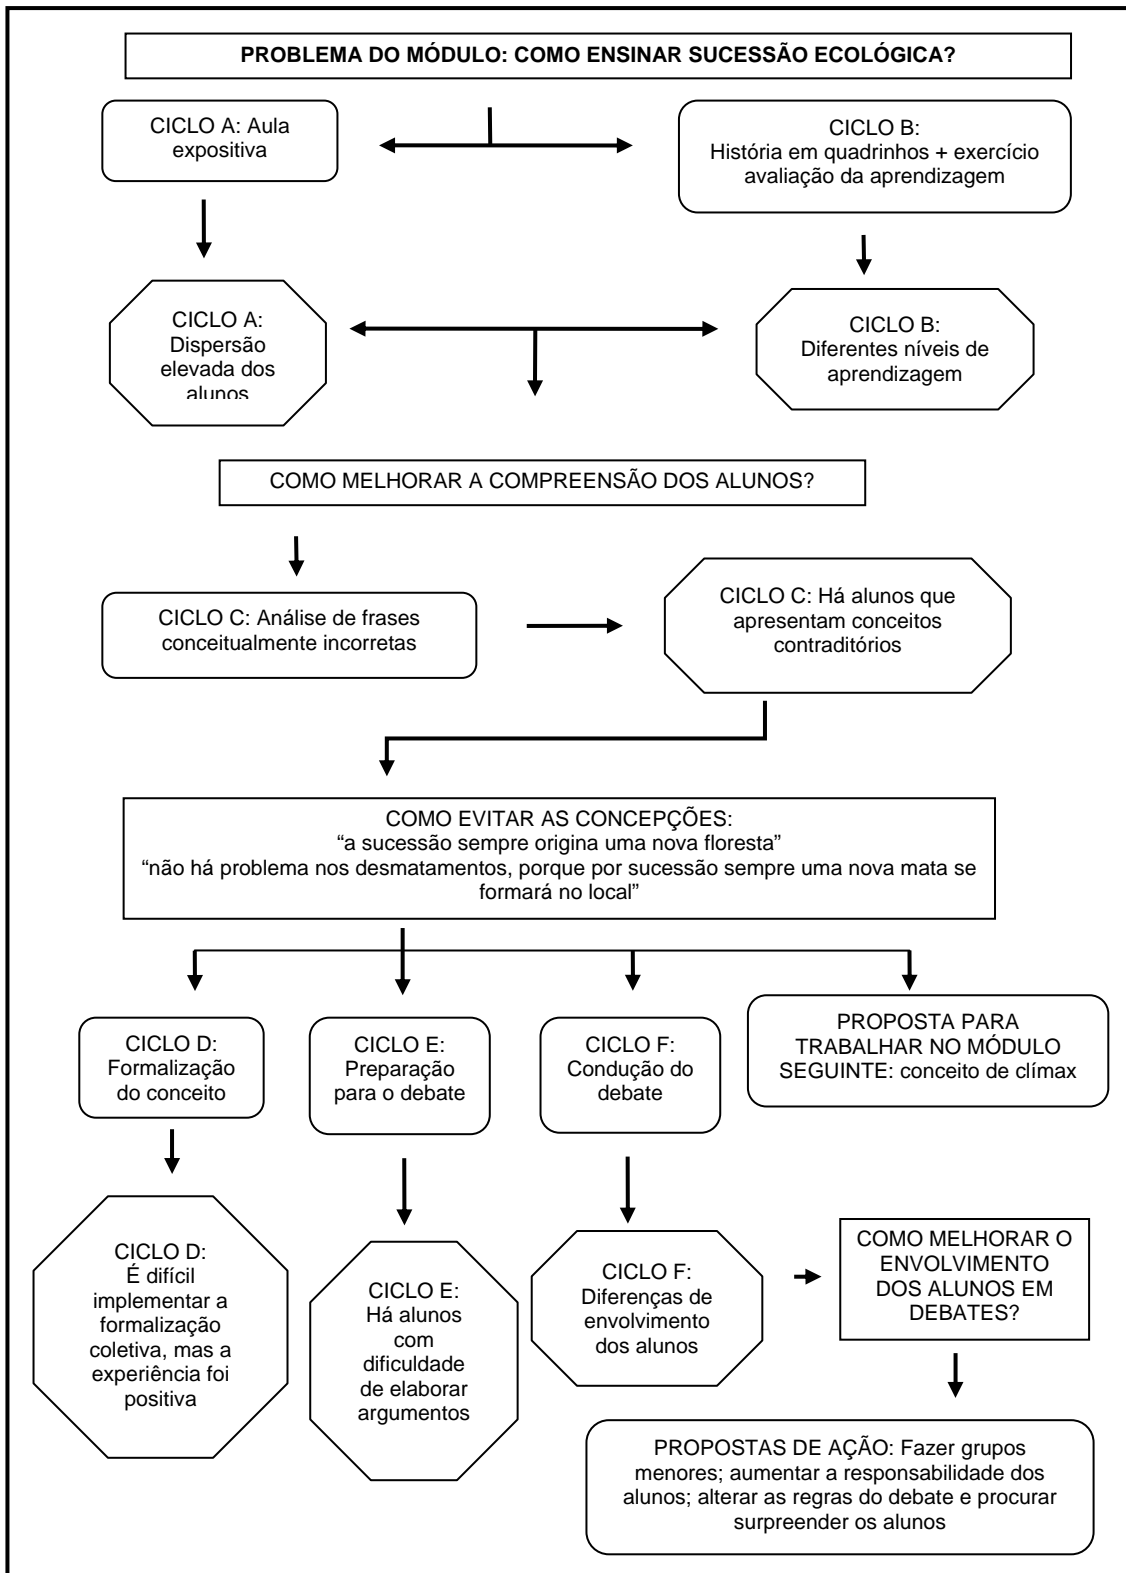 PROBLEMA DO MÓDULO: COMO ENSINAR SUCESSÃO ECOLÓGICA?
CICLO A: Aula
expositiva
CICLO B:
História em quadrinhos + exercício
avaliação da aprendizagem
CICLO A:
Dispersão
elevada dos
alunos
CICLO B:
Diferentes níveis de
aprendizagem
COMO MELHORAR A COMPREENSÃO DOS ALUNOS?
CICLO C: Análise de frases
conceitualmente incorretas
CICLO C: Há alunos que
apresentam conceitos
contraditórios
COMO EVITAR AS CONCEPÇÕES:
“a sucessão sempre origina uma nova floresta”
“não há problema nos desmatamentos, porque por sucessão sempre uma nova mata se
formará no local”
CICLO D:
Formalização
do conceito
CICLO E:
Preparação
para o debate
CICLO F:
Condução do
debate
PROPOSTA PARA
TRABALHAR NO MÓDULO
SEGUINTE: conceito de clímax
CICLO D:
É difícil
implementar a
formalização
coletiva, mas a
experiência foi
positiva
CICLO E:
Há alunos
com
dificuldade
de elaborar
argumentos
CICLO F:
Diferenças de
envolvimento
dos alunos
COMO MELHORAR O
ENVOLVIMENTO
DOS ALUNOS EM
DEBATES?
PROPOSTAS DE AÇÃO: Fazer grupos
menores; aumentar a responsabilidade dos
alunos; alterar as regras do debate e procurar
surpreender os alunos